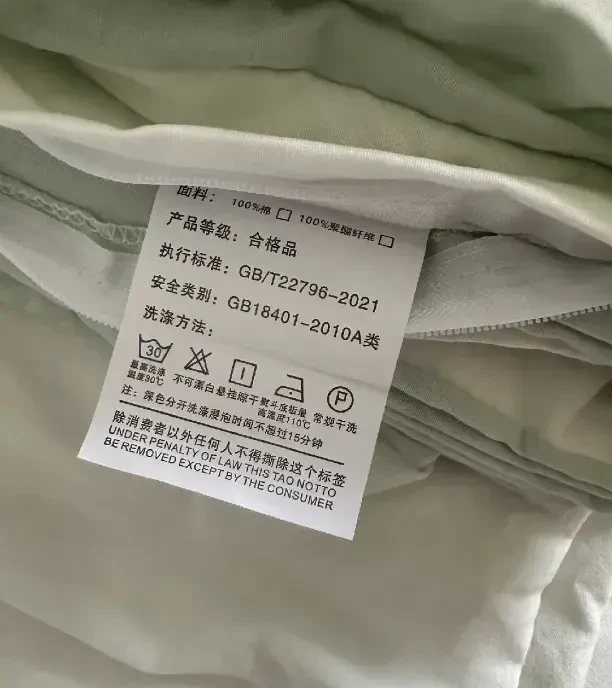 面料： 100%棉 □ 100%聚酯纤维 □
产品等级：合格品
执行标准：GB/T22796-2021
安全类别：GB18401-2010A类
洗涤方法：
30 P
最高洗涤温度30℃ 不可漂白 悬挂晾干 熨斗底板最高温度110℃ 常规干洗
注：深色分开洗涤浸泡时间不超过15分钟
除消费者以外任何人不得撕除这个标签
UNDER PENALTY OF LAW THIS TAO NOTTO
BE REMOVED EXCEPT BY THE CONSUMER